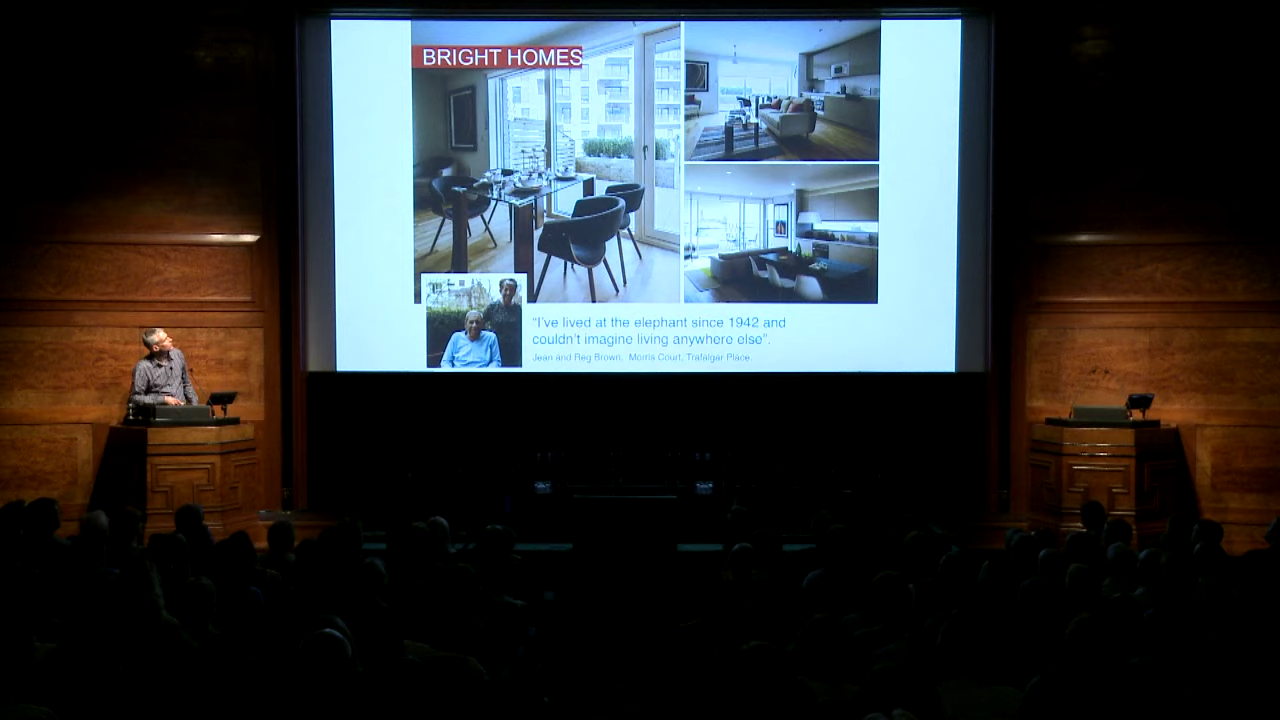 BRIGHT HOMES
“I’ve lived at the elephant since 1942 and
couldn’t imagine living anywhere else”.
Jean and Reg Brown, Morris Court, Trafalgar Place.